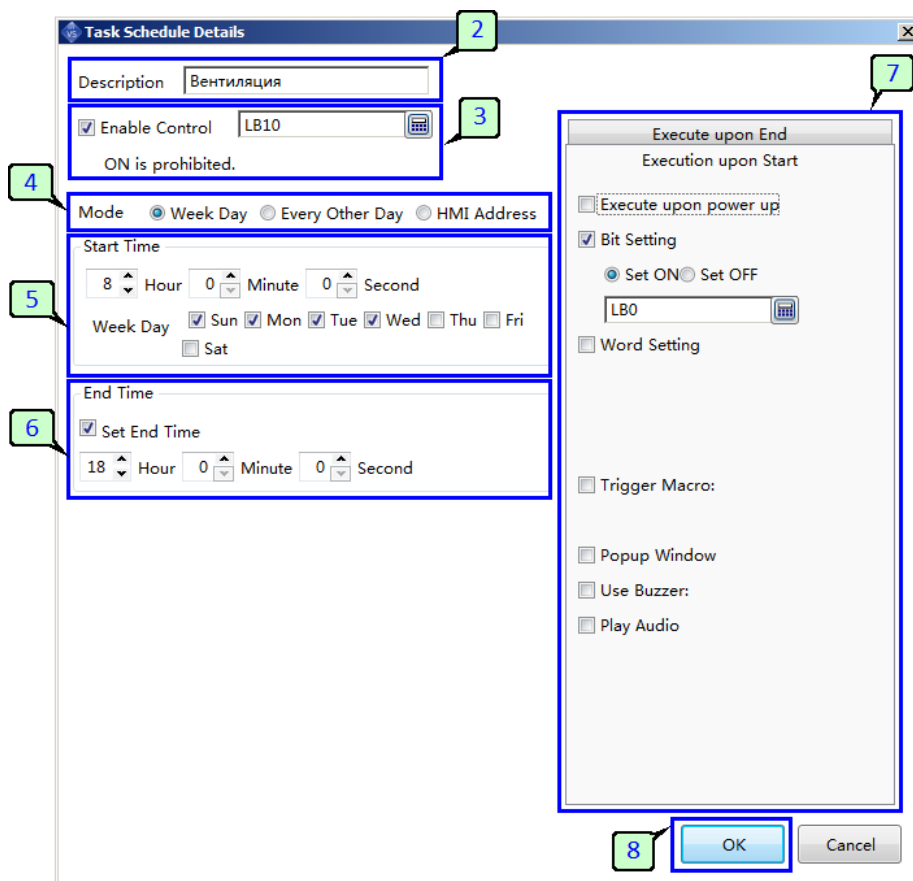 Task Schedule Details
2
Description Вентиляция
7
Enable Control LB10
3
ON is prohibited.
4
Mode Week Day Every Other Day HMI Address
Start Time
8 Hour 0 Minute 0 Second
5
Week Day Sun Mon Tue Wed Thu Fri
Sat
End Time
6
Set End Time
18 Hour 0 Minute 0 Second
Execute upon End
Execution upon Start
Execute upon power up
Bit Setting
Set ON Set OFF
LB0
Word Setting
Trigger Macro:
Popup Window
Use Buzzer:
Play Audio
8
OK Cancel